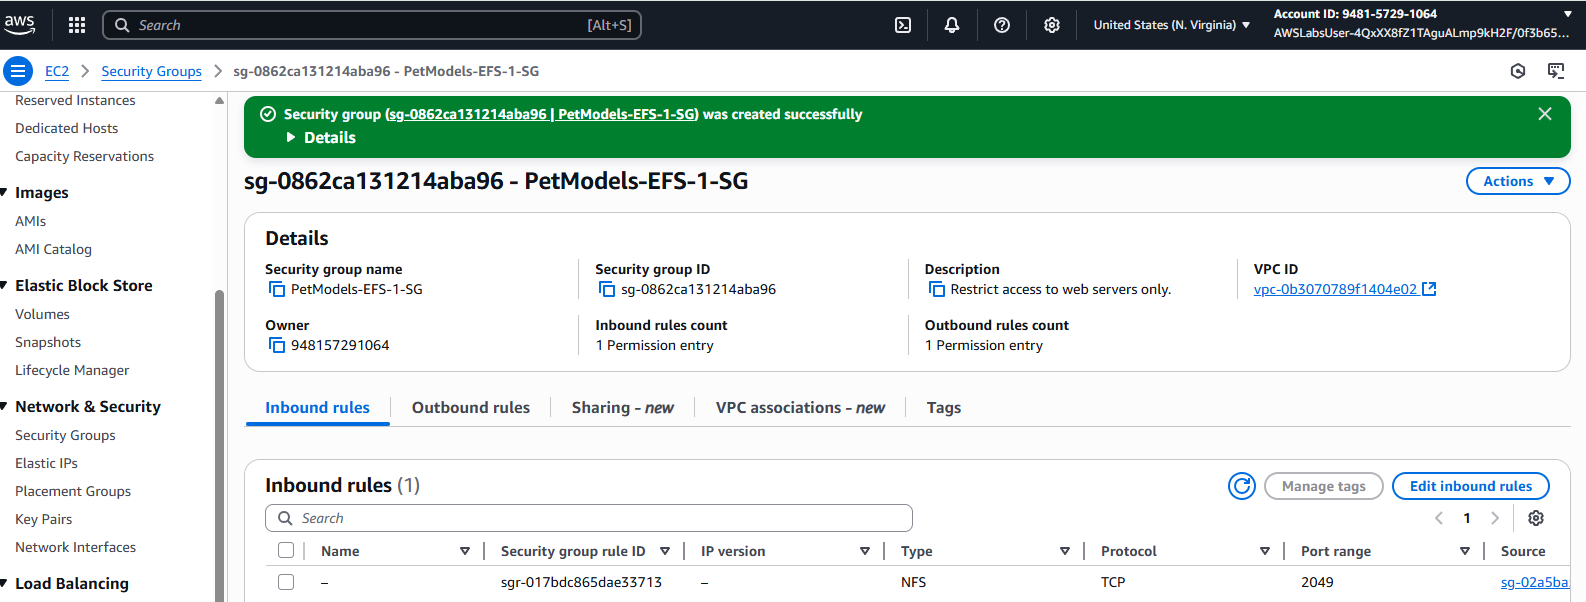 aws
Search [Alt+S]
United States (N. Virginia)
Account ID: 9481-5729-1064
AWSLabsUser-4QxXX8fZ1TAguALmp9kH2F/0f3b65...
EC2 > Security Groups > sg-0862ca131214aba96 - PetModels-EFS-1-SG
Reserved Instances
Dedicated Hosts
Capacity Reservations
Images
AMIs
AMI Catalog
Elastic Block Store
Volumes
Snapshots
Lifecycle Manager
Network & Security
Security Groups
Elastic IPs
Placement Groups
Key Pairs
Network Interfaces
Load Balancing
Security group (sg-0862ca131214aba96 | PetModels-EFS-1-SG) was created successfully
Details
sg-0862ca131214aba96 - PetModels-EFS-1-SG
Actions
Details
Security group name
PetModels-EFS-1-SG
Security group ID
sg-0862ca131214aba96
Description
Restrict access to web servers only.
VPC ID
vpc-0b3070789f1404e02
Owner
948157291064
Inbound rules count
1 Permission entry
Outbound rules count
1 Permission entry
Inbound rules Outbound rules Sharing - new VPC associations - new Tags
Inbound rules (1)
Manage tags
Edit inbound rules
Search
1
Name Security group rule ID IP version Type Protocol Port range Source
– sgr-017bdc865dae33713 – NFS TCP 2049 sg-02a5ba